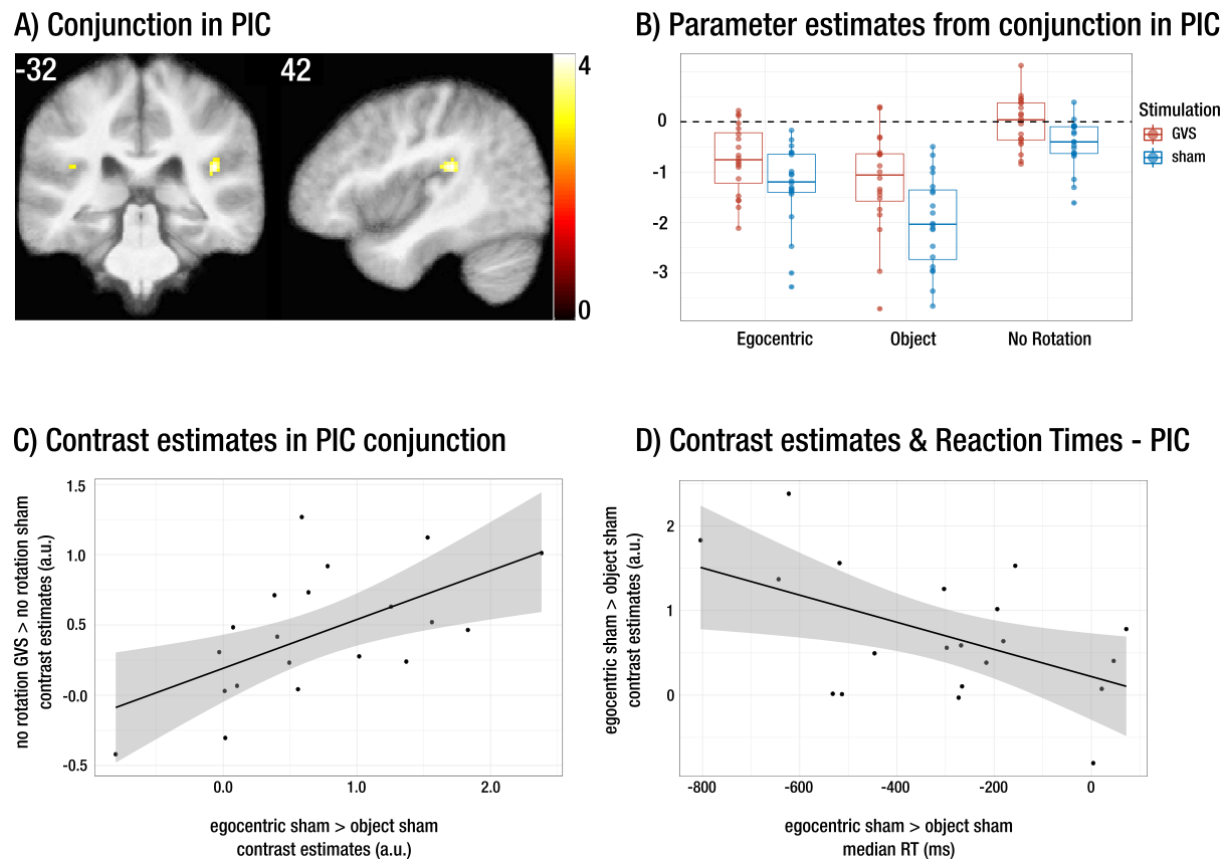 A) Conjunction in PIC
-32
42
4
0
B) Parameter estimates from conjunction in PIC
0
-1
-2
-3
Egocentric
Object
No Rotation
Stimulation
GVS
sham
C) Contrast estimates in PIC conjunction
no rotation GVS > no rotation sham
contrast estimates (a.u.)
1.5
1.0
0.5
-0.0
-0.5
0.0
1.0
2.0
egocentric sham > object sham
contrast estimates (a.u.)
D) Contrast estimates & Reaction Times - PIC
egocentric sham > object sham
contrast estimates (a.u.)
2
1
0
-800
-600
-400
-200
0
egocentric sham > object sham
median RT (ms)